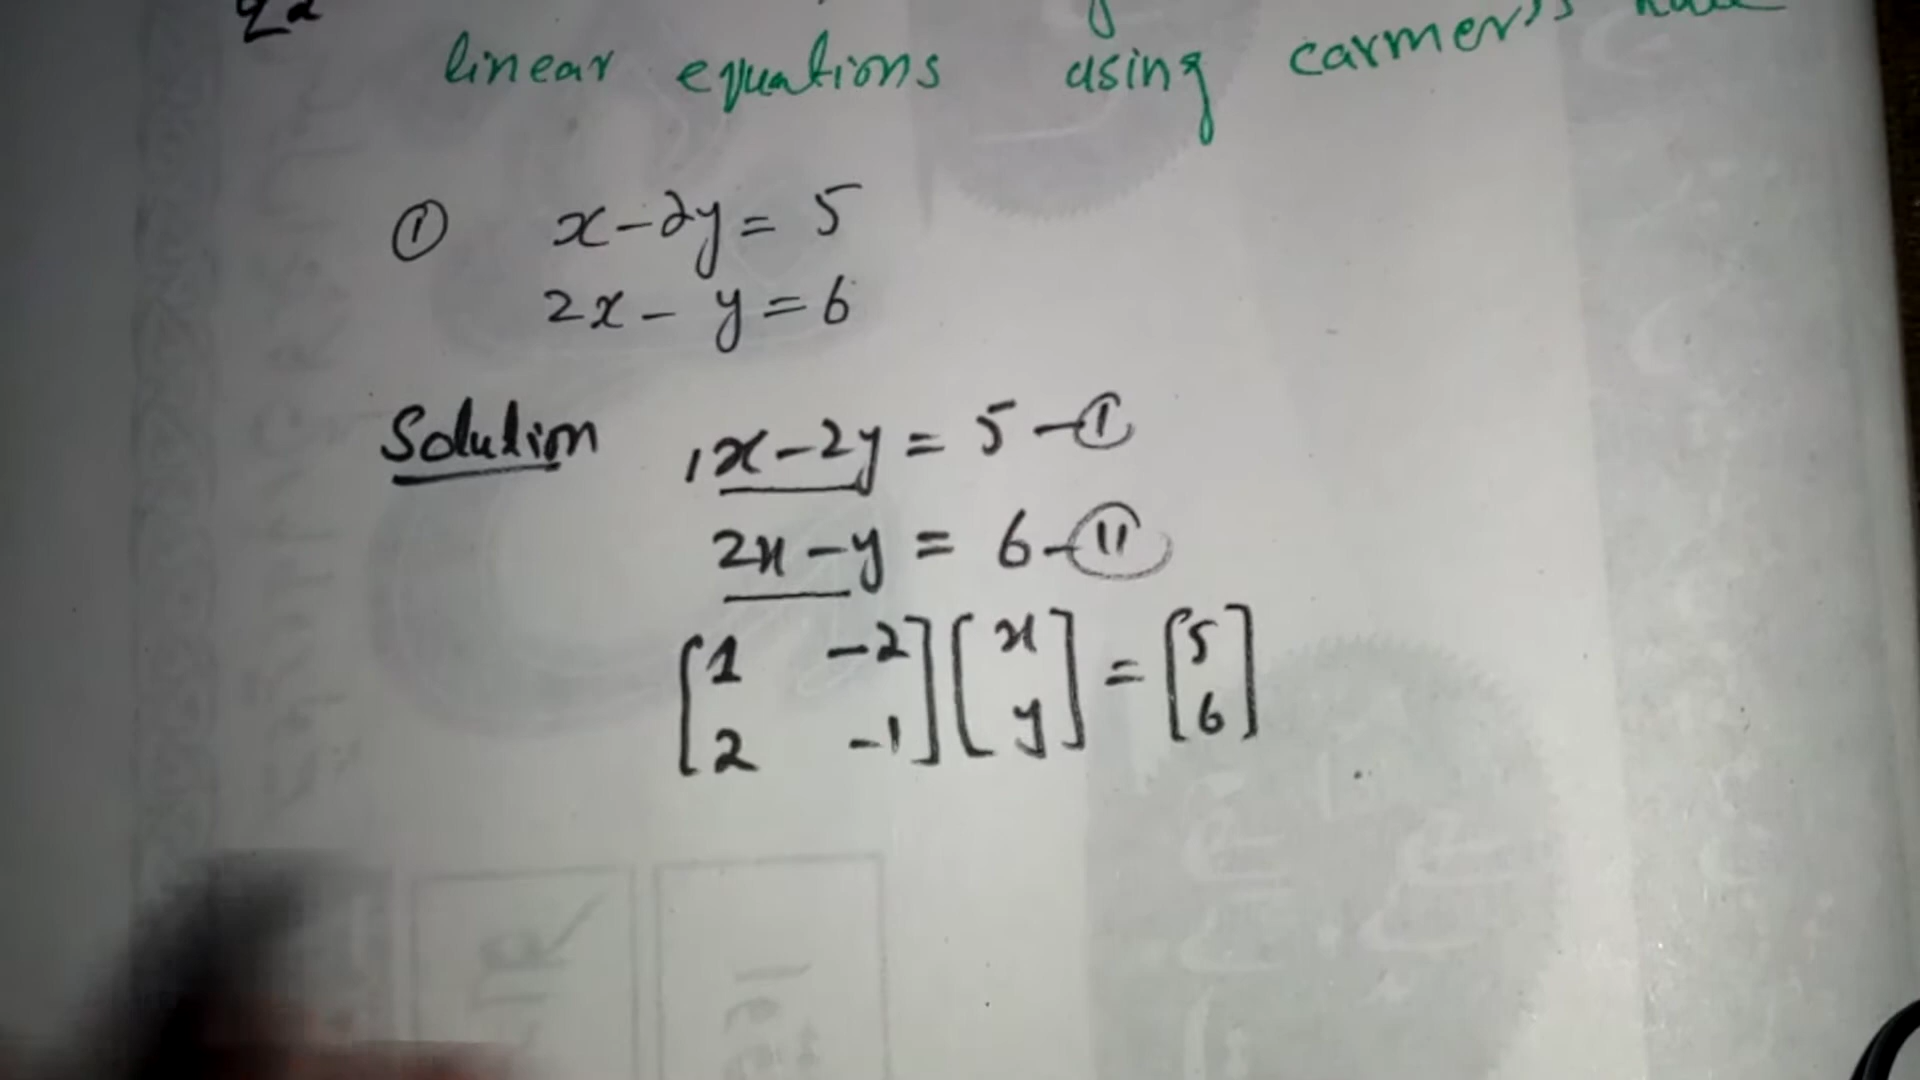 linear equations using carmer's
① x-2y= 5
2x- y=6
Solution 1x-2y= 5-①
2x-y= 6-⑪
[1 -2] [x] = [5]
[2 -1] [y] [6]